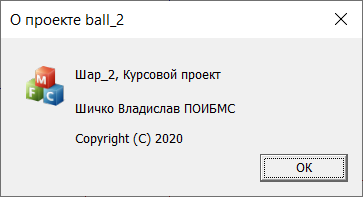 О проекте ball_2
M
F C
Шар_2, Курсовой проект
Шичко Владислав ПОИБМС
Copyright (C) 2020
OK